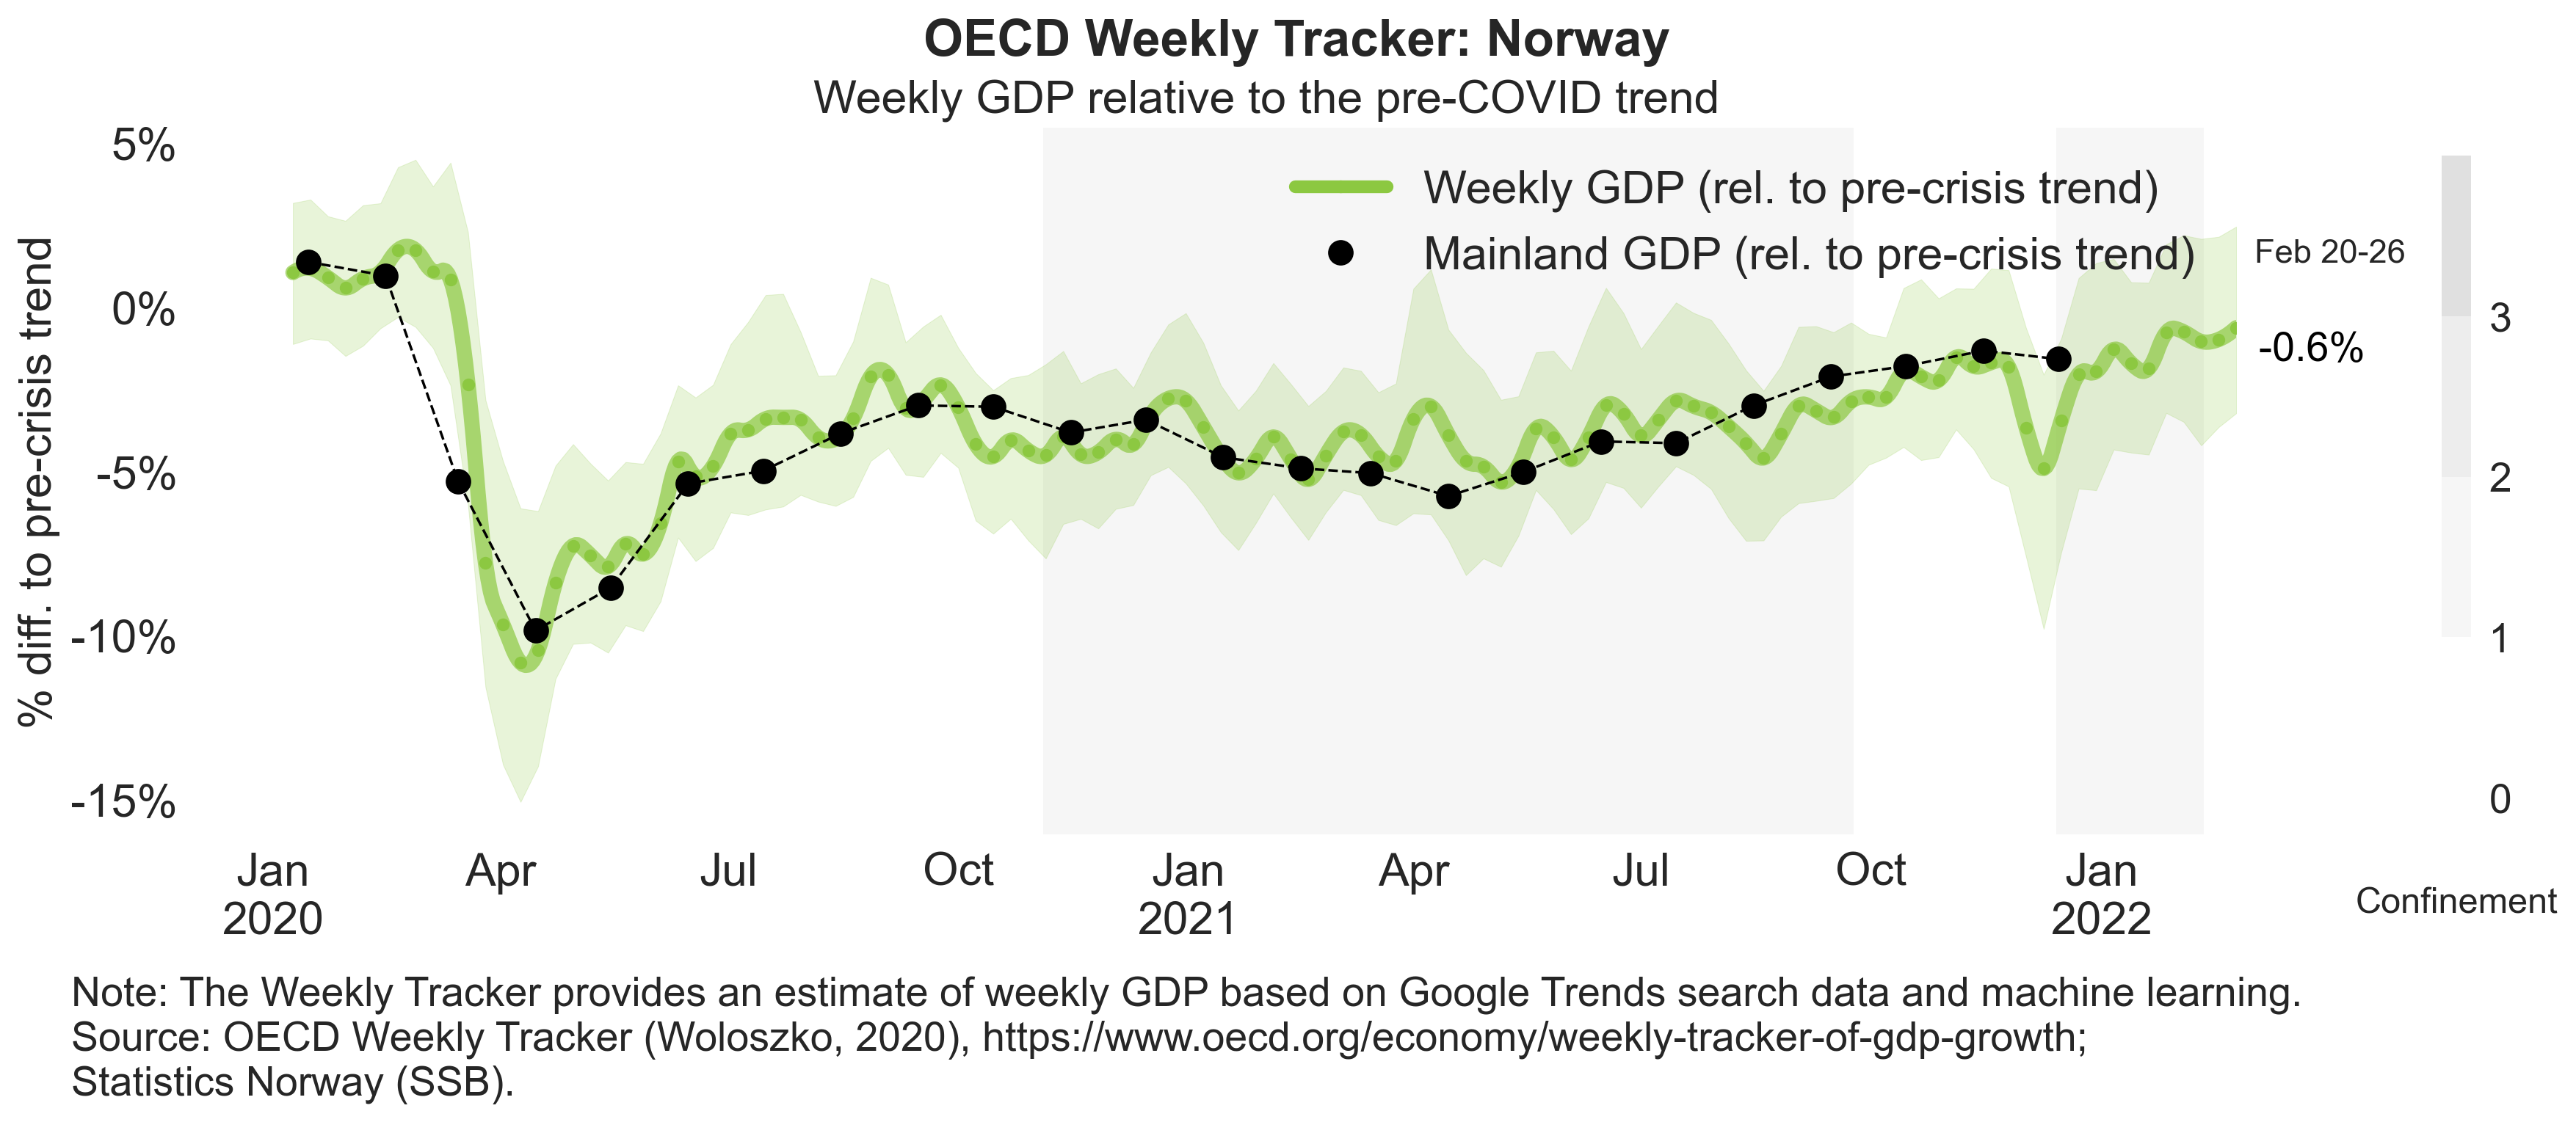 OECD Weekly Tracker: Norway
Weekly GDP relative to the pre-COVID trend
% diff. to pre-crisis trend
5%
0%
-5%
-10%
-15%
Weekly GDP (rel. to pre-crisis trend)
Mainland GDP (rel. to pre-crisis trend)
Feb 20-26
-0.6%
3
2
1
0
Confinement
Jan Apr Jul Oct Jan Apr Jul Oct Jan
2020 2021 2022
Note: The Weekly Tracker provides an estimate of weekly GDP based on Google Trends search data and machine learning.
Source: OECD Weekly Tracker (Woloszko, 2020), https://www.oecd.org/economy/weekly-tracker-of-gdp-growth;
Statistics Norway (SSB).